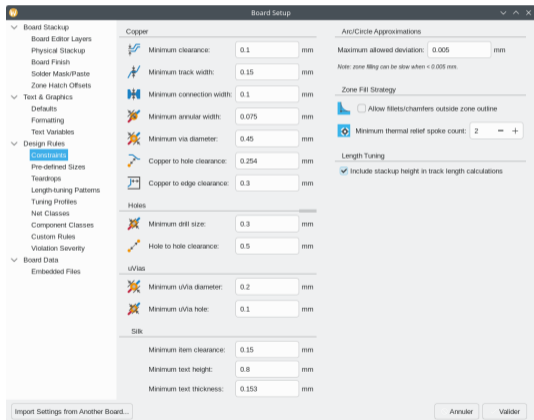 Board Setup
Board Stackup
Board Editor Layers
Physical Stackup
Board Finish
Solder Mask/Paste
Zone Hatch Offsets
Text & Graphics
Defaults
Formatting
Text Variables
Design Rules
Constraints
Pre-defined Sizes
Teardrops
Length-tuning Patterns
Tuning Profiles
Net Classes
Component Classes
Custom Rules
Violation Severity
Board Data
Embedded Files
Copper
Minimum clearance: 0.1 mm
Minimum track width: 0.15 mm
Minimum connection width: 0.1 mm
Minimum annular width: 0.075 mm
Minimum via diameter: 0.45 mm
Copper to hole clearance: 0.254 mm
Copper to edge clearance: 0.3 mm
Holes
Minimum drill size: 0.3 mm
Hole to hole clearance: 0.5 mm
uVias
Minimum uVia diameter: 0.2 mm
Minimum uVia hole: 0.1 mm
Silk
Minimum item clearance: 0.15 mm
Minimum text height: 0.8 mm
Minimum text thickness: 0.153 mm
Arc/Circle Approximations
Maximum allowed deviation: 0.005 mm
Note: zone filling can be slow when < 0.005 mm.
Zone Fill Strategy
Allow fillets/chamfers outside zone outline
Minimum thermal relief spoke count: 2 − +
Length Tuning
Include stackup height in track length calculations
Import Settings from Another Board...
Annuler
Valider